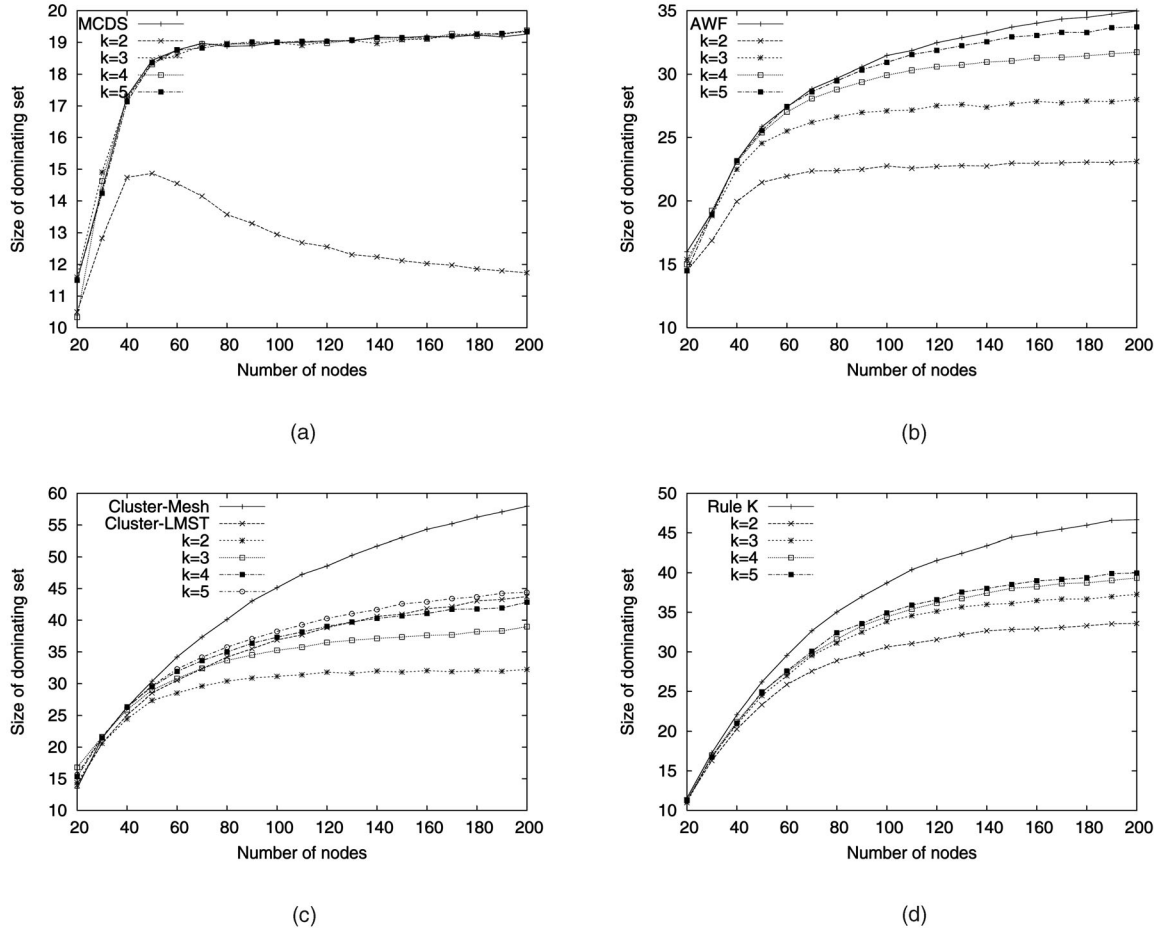 MCDS
k=2
k=3
k=4
k=5
20
19
18
17
16
15
14
13
12
11
10
Size of dominating set
20 40 60 80 100 120 140 160 180 200
Number of nodes
(a)
AWF
k=2
k=3
k=4
k=5
35
30
25
20
15
10
Size of dominating set
20 40 60 80 100 120 140 160 180 200
Number of nodes
(b)
Cluster-Mesh
Cluster-LMST
k=2
k=3
k=4
k=5
60
55
50
45
40
35
30
25
20
15
10
Size of dominating set
20 40 60 80 100 120 140 160 180 200
Number of nodes
(c)
Rule K
k=2
k=3
k=4
k=5
50
45
40
35
30
25
20
15
10
Size of dominating set
20 40 60 80 100 120 140 160 180 200
Number of nodes
(d)